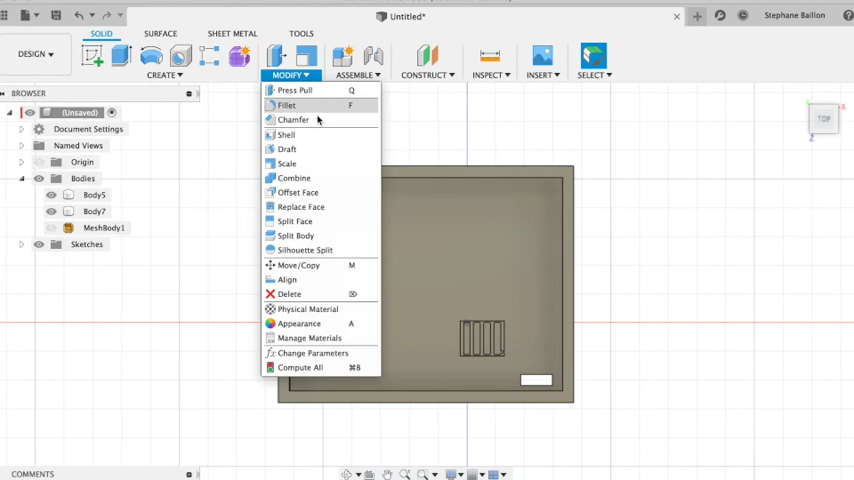 Untitled*
Stephane Baillon
SOLID SURFACE SHEET METAL TOOLS
DESIGN ▾
CREATE ▾ MODIFY ▾ ASSEMBLE ▾ CONSTRUCT ▾ INSPECT ▾ INSERT ▾ SELECT ▾
BROWSER
(Unsaved)
Document Settings
Named Views
Origin
Bodies
Body5
Body7
MeshBody1
Sketches
Press Pull Q
Fillet F
Chamfer
Shell
Draft
Scale
Combine
Offset Face
Replace Face
Split Face
Split Body
Silhouette Split
Move/Copy M
Align
Delete ⌦
Physical Material
Appearance A
Manage Materials
Change Parameters
Compute All ⌘B
TOP
X
Z
COMMENTS